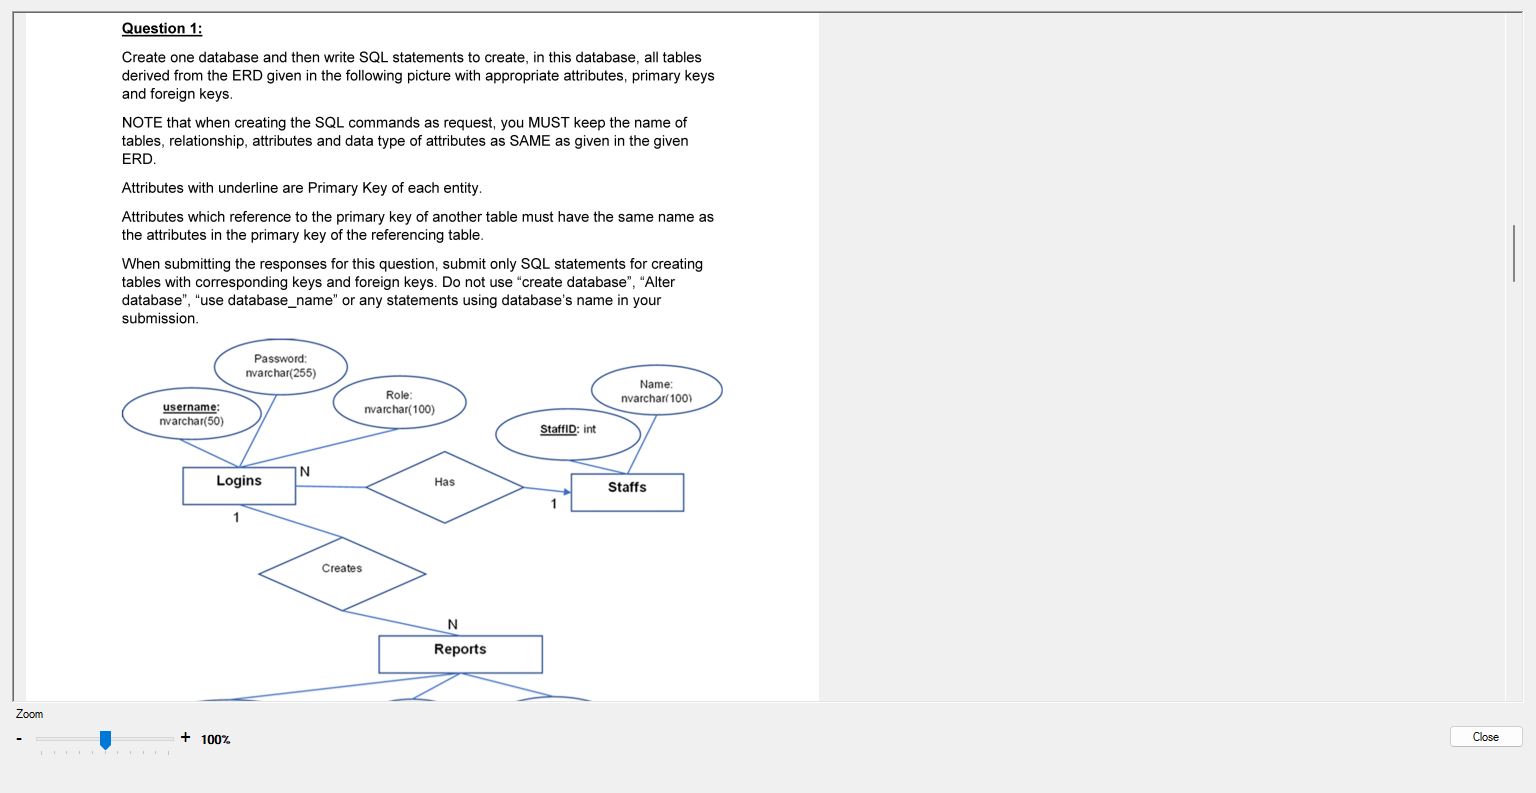 Question 1:
Create one database and then write SQL statements to create, in this database, all tables
derived from the ERD given in the following picture with appropriate attributes, primary keys
and foreign keys.
NOTE that when creating the SQL commands as request, you MUST keep the name of
tables, relationship, attributes and data type of attributes as SAME as given in the given
ERD.
Attributes with underline are Primary Key of each entity.
Attributes which reference to the primary key of another table must have the same name as
the attributes in the primary key of the referencing table.
When submitting the responses for this question, submit only SQL statements for creating
tables with corresponding keys and foreign keys. Do not use “create database”, “Alter
database”, “use database_name” or any statements using database’s name in your
submission.
Password:
nvarchar(255)
username:
nvarchar(50)
Role:
nvarchar(100)
Name:
nvarchar(100)
StaffID: int
Logins
N
Has
1
Staffs
1
Creates
N
Reports
Zoom
-
+
100%
Close